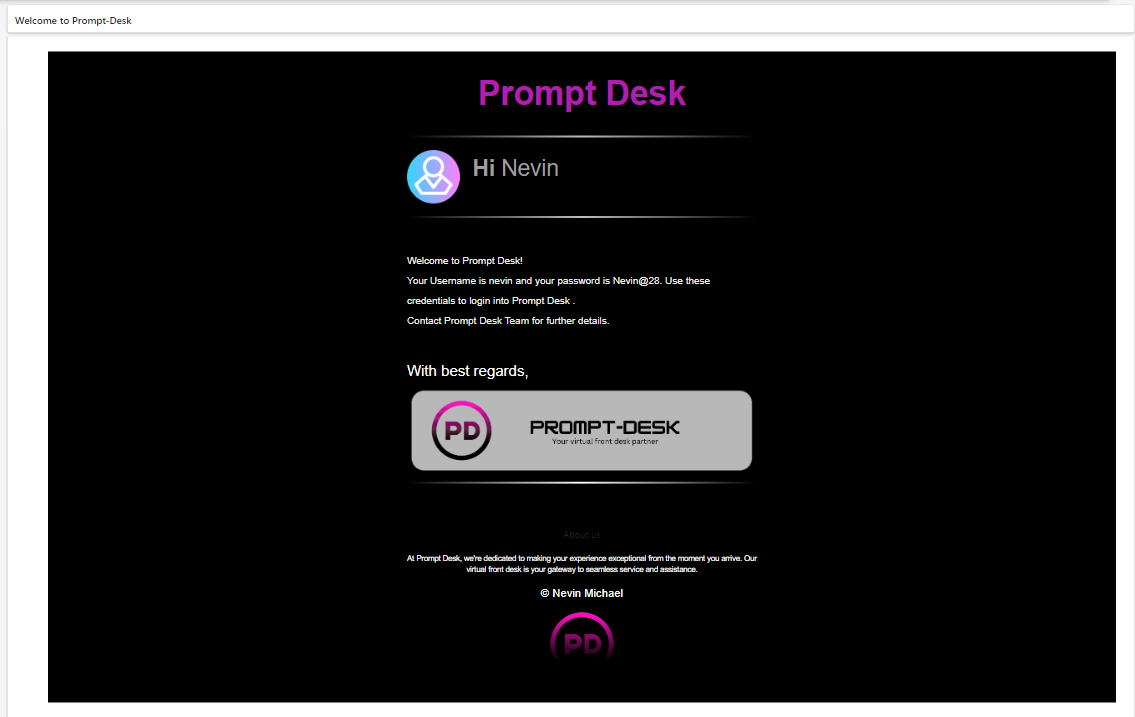 Welcome to Prompt-Desk
Prompt Desk
Hi Nevin
Welcome to Prompt Desk!
Your Username is nevin and your password is Nevin@28. Use these
credentials to login into Prompt Desk .
Contact Prompt Desk Team for further details.
With best regards,
PD
PROMPT-DESK
Your virtual front desk partner
About us
At Prompt Desk, we're dedicated to making your experience exceptional from the moment you arrive. Our
virtual front desk is your gateway to seamless service and assistance.
© Nevin Michael
PD